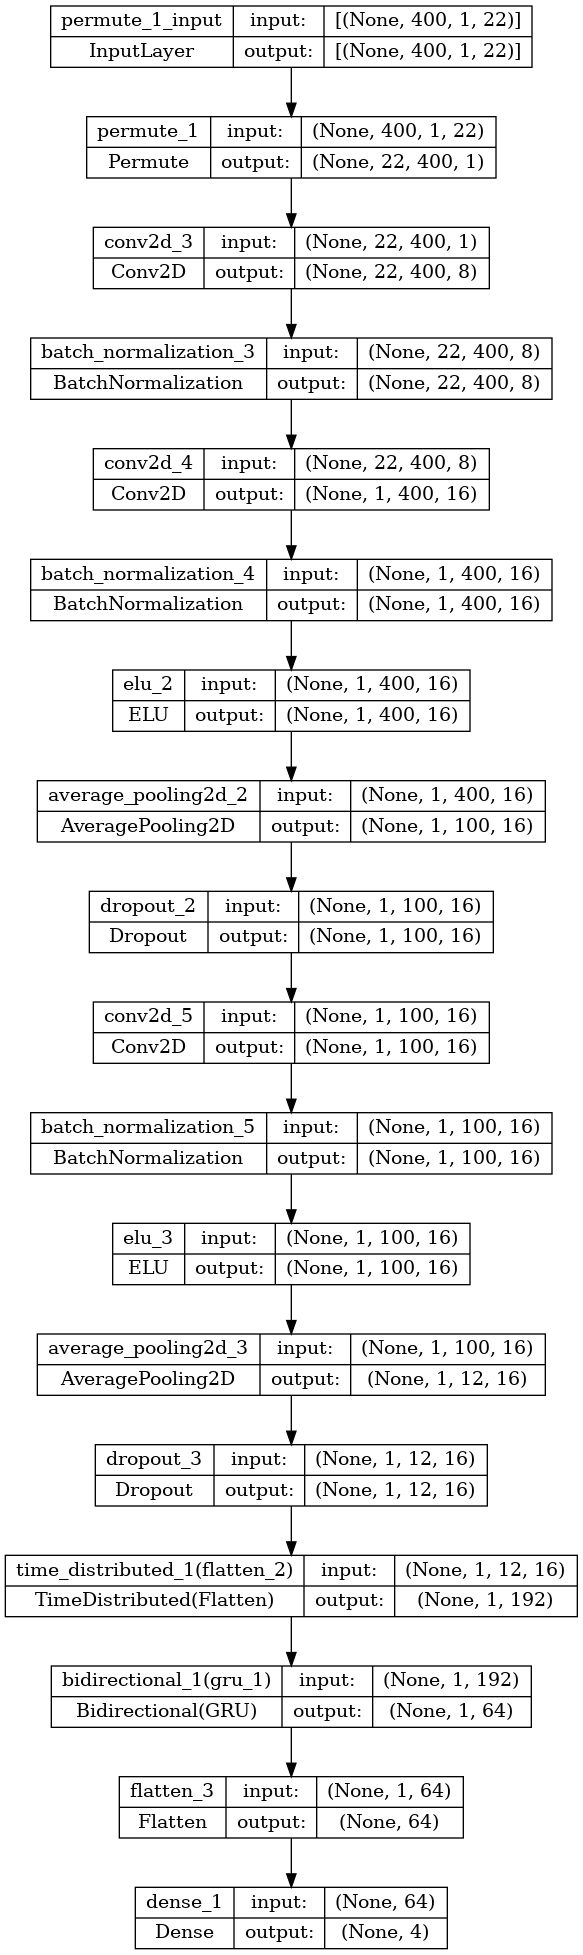 permute_1_input input: [(None, 400, 1, 22)]
InputLayer output: [(None, 400, 1, 22)]
permute_1 input: (None, 400, 1, 22)
Permute output: (None, 22, 400, 1)
conv2d_3 input: (None, 22, 400, 1)
Conv2D output: (None, 22, 400, 8)
batch_normalization_3 input: (None, 22, 400, 8)
BatchNormalization output: (None, 22, 400, 8)
conv2d_4 input: (None, 22, 400, 8)
Conv2D output: (None, 1, 400, 16)
batch_normalization_4 input: (None, 1, 400, 16)
BatchNormalization output: (None, 1, 400, 16)
elu_2 input: (None, 1, 400, 16)
ELU output: (None, 1, 400, 16)
average_pooling2d_2 input: (None, 1, 400, 16)
AveragePooling2D output: (None, 1, 100, 16)
dropout_2 input: (None, 1, 100, 16)
Dropout output: (None, 1, 100, 16)
conv2d_5 input: (None, 1, 100, 16)
Conv2D output: (None, 1, 100, 16)
batch_normalization_5 input: (None, 1, 100, 16)
BatchNormalization output: (None, 1, 100, 16)
elu_3 input: (None, 1, 100, 16)
ELU output: (None, 1, 100, 16)
average_pooling2d_3 input: (None, 1, 100, 16)
AveragePooling2D output: (None, 1, 12, 16)
dropout_3 input: (None, 1, 12, 16)
Dropout output: (None, 1, 12, 16)
time_distributed_1(flatten_2) input: (None, 1, 12, 16)
TimeDistributed(Flatten) output: (None, 1, 192)
bidirectional_1(gru_1) input: (None, 1, 192)
Bidirectional(GRU) output: (None, 1, 64)
flatten_3 input: (None, 1, 64)
Flatten output: (None, 64)
dense_1 input: (None, 64)
Dense output: (None, 4)